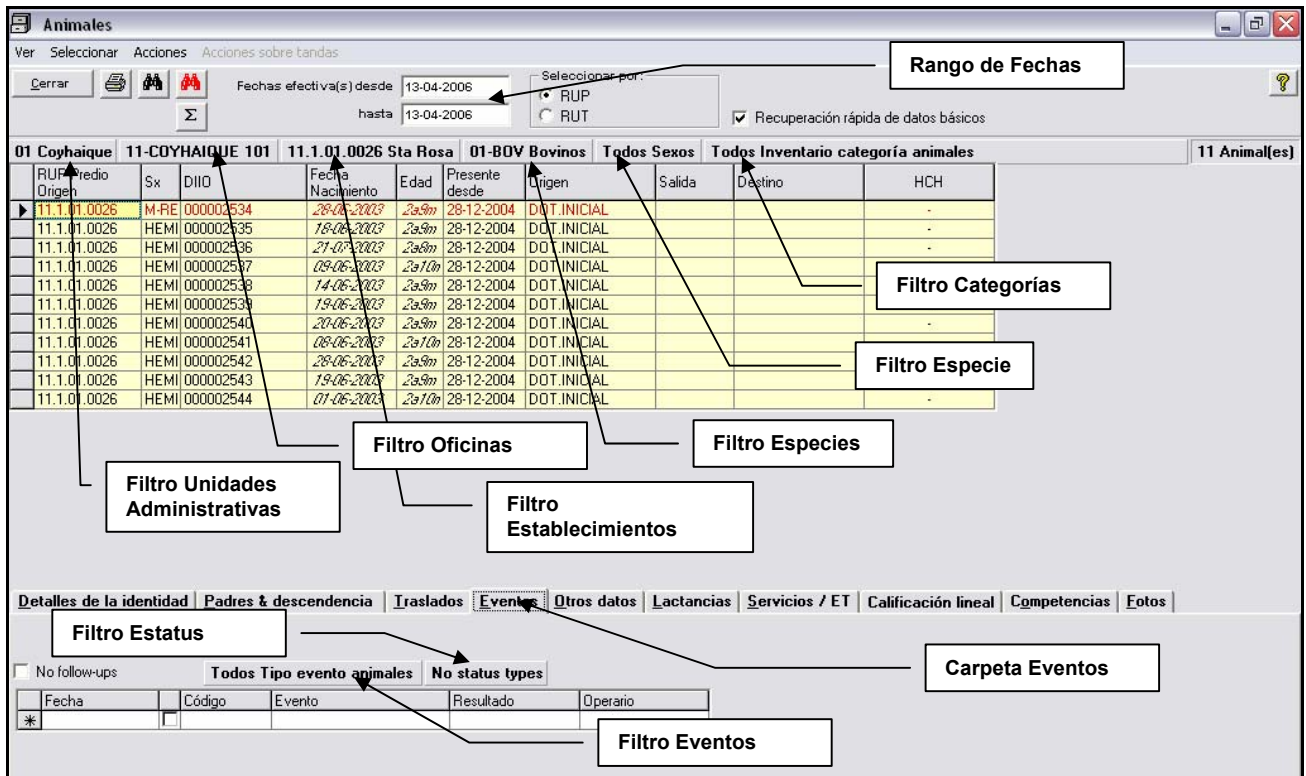 Animales
Ver Seleccionar Acciones Acciones sobre tandas
Rango de Fechas
Cerrar
Fechas efectiva(s) desde 13-04-2006
Seleccionar por:
RUP
Σ
hasta 13-04-2006
RUT
Recuperación rápida de datos básicos
?
01 Coyhaique 11-COYHAIQUE 101 11.1.01.0026 Sta Rosa 01-BOV Bovinos Todos Sexos Todos Inventario categoría animales 11 Animal(es)
RUP Predio Origen Sx DIIO Fecha Nacimiento Edad Presente desde Origen Salida Destino HCH
11.1.01.0026 M-RE 000002534 28-06-2003 2a9m 28-12-2004 DOT.INICIAL -
11.1.01.0026 HEMI 000002535 18-06-2003 2a9m 28-12-2004 DOT.INICIAL -
11.1.01.0026 HEMI 000002536 21-07-2003 2a8m 28-12-2004 DOT.INICIAL -
11.1.01.0026 HEMI 000002537 09-06-2003 2a10m 28-12-2004 DOT.INICIAL
11.1.01.0026 HEMI 000002538 14-06-2003 2a9m 28-12-2004 DOT.INICIAL
11.1.01.0026 HEMI 000002539 19-06-2003 2a9m 28-12-2004 DOT.INICIAL
11.1.01.0026 HEMI 000002540 20-06-2003 2a9m 28-12-2004 DOT.INICIAL -
11.1.01.0026 HEMI 000002541 08-06-2003 2a10m 28-12-2004 DOT.INICIAL
11.1.01.0026 HEMI 000002542 28-06-2003 2a9m 28-12-2004 DOT.INICIAL
11.1.01.0026 HEMI 000002543 19-06-2003 2a9m 28-12-2004 DOT.INICIAL
11.1.01.0026 HEMI 000002544 01-06-2003 2a10m 28-12-2004 DOT.INICIAL -
Filtro Categorías
Filtro Especie
Filtro Oficinas
Filtro Especies
Filtro Unidades
Administrativas
Filtro
Establecimientos
Detalles de la identidad Padres & descendencia Traslados Eventos Otros datos Lactancias Servicios / ET Calificación lineal Competencias Fotos
Filtro Estatus
Carpeta Eventos
No follow-ups Todos Tipo evento animales No status types
Fecha Código Evento Resultado Operario
Filtro Eventos